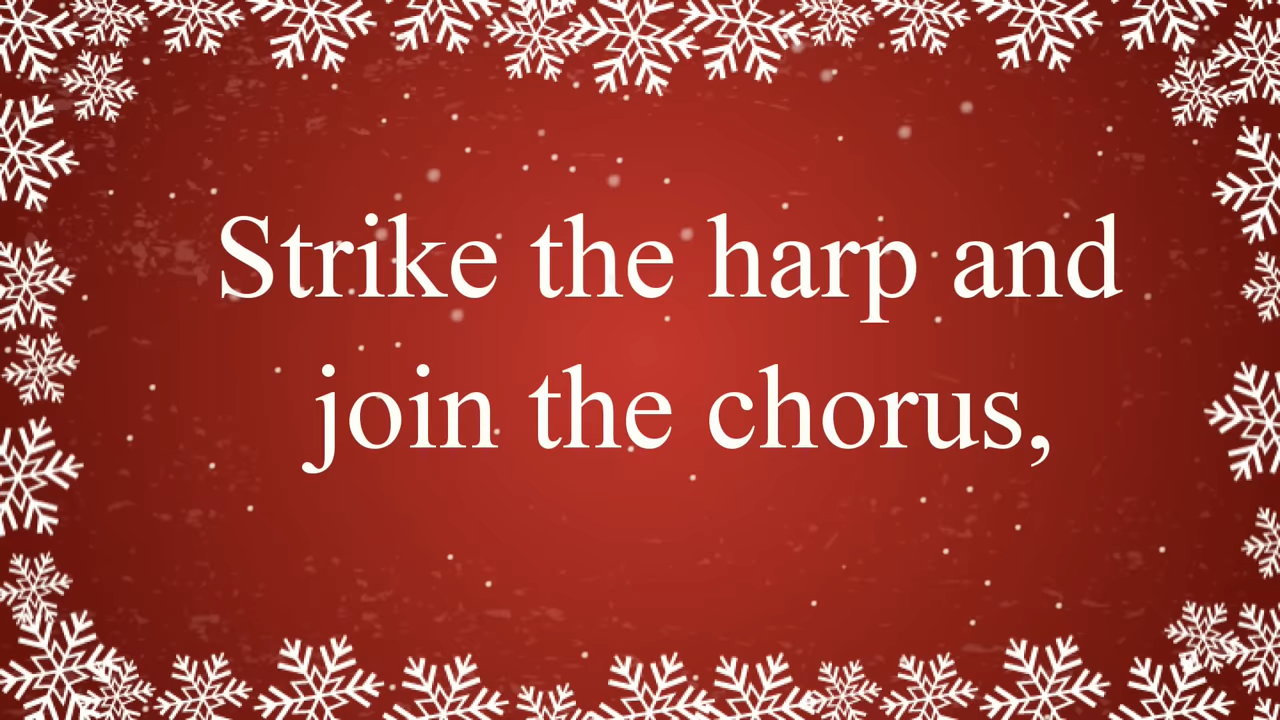 Strike the harp and
join the chorus,